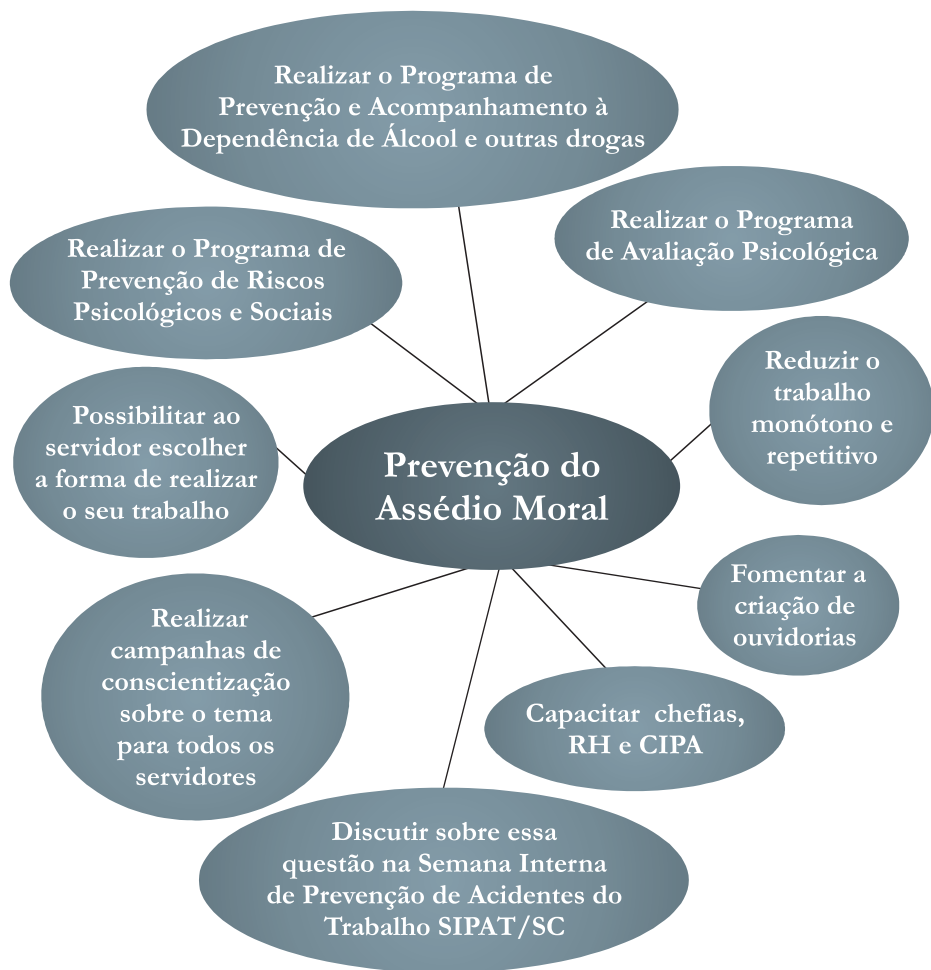 Realizar o Programa de
Prevenção e Acompanhamento à
Dependência de Álcool e outras drogas
Realizar o Programa
de Avaliação Psicológica
Realizar o Programa de
Prevenção de Riscos
Psicológicos e Sociais
Reduzir o
trabalho
monótono e
repetitivo
Possibilitar ao
servidor escolher
a forma de realizar
o seu trabalho
Prevenção do
Assédio Moral
Fomentar a
criação de
ouvidorias
Realizar
campanhas de
conscientização
sobre o tema
para todos os
servidores
Capacitar chefias,
RH e CIPA
Discutir sobre essa
questão na Semana Interna
de Prevenção de Acidentes do
Trabalho SIPAT/SC